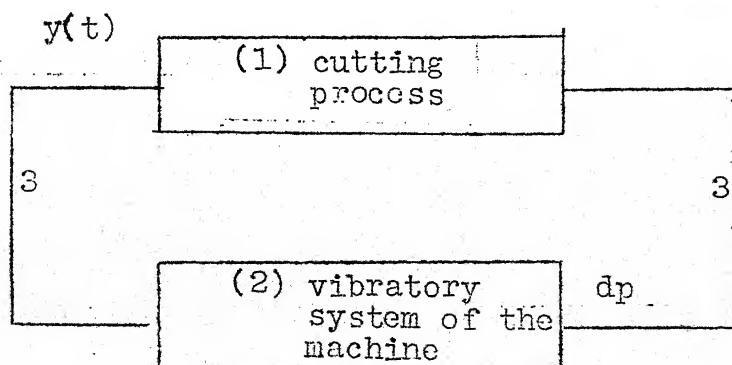 y(t)
(1) cutting
process
3
3
(2) vibratory
system of the
machine
dp